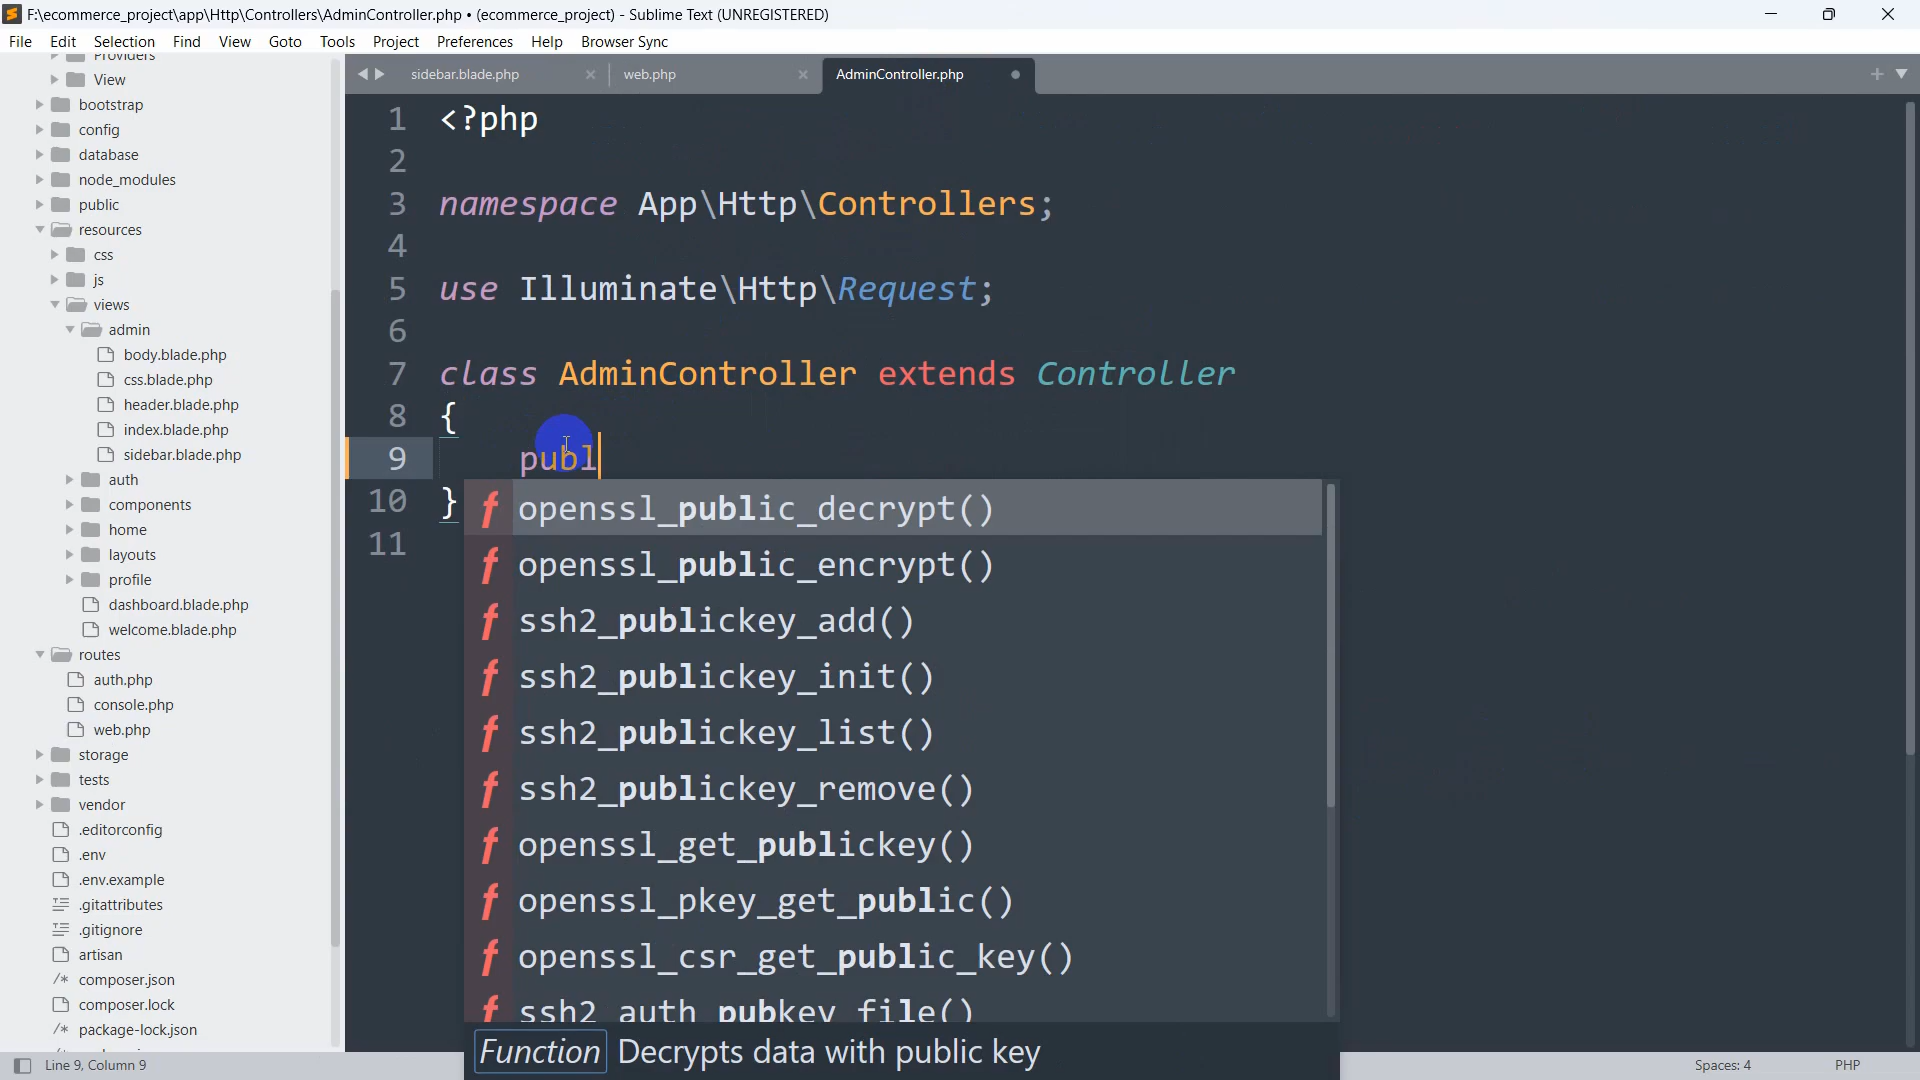 F:\ecommerce_project\app\Http\Controllers\AdminController.php • (ecommerce_project) - Sublime Text (UNREGISTERED)
File Edit Selection Find View Goto Tools Project Preferences Help Browser Sync
Providers
View
bootstrap
config
database
node_modules
public
resources
css
js
views
admin
body.blade.php
css.blade.php
header.blade.php
index.blade.php
sidebar.blade.php
auth
components
home
layouts
profile
dashboard.blade.php
welcome.blade.php
routes
auth.php
console.php
web.php
storage
tests
vendor
.editorconfig
.env
.env.example
.gitattributes
.gitignore
artisan
/* composer.json
composer.lock
/* package-lock.json
sidebar.blade.php × web.php × AdminController.php
1 <?php
2
3 namespace App\Http\Controllers;
4
5 use Illuminate\Http\Request;
6
7 class AdminController extends Controller
8 {
9 publ
10 }
11
f openssl_public_decrypt()
f openssl_public_encrypt()
f ssh2_publickey_add()
f ssh2_publickey_init()
f ssh2_publickey_list()
f ssh2_publickey_remove()
f openssl_get_publickey()
f openssl_pkey_get_public()
f openssl_csr_get_public_key()
f ssh2_auth_pubkey_file()
Function Decrypts data with public key
Line 9, Column 9
Spaces: 4 PHP